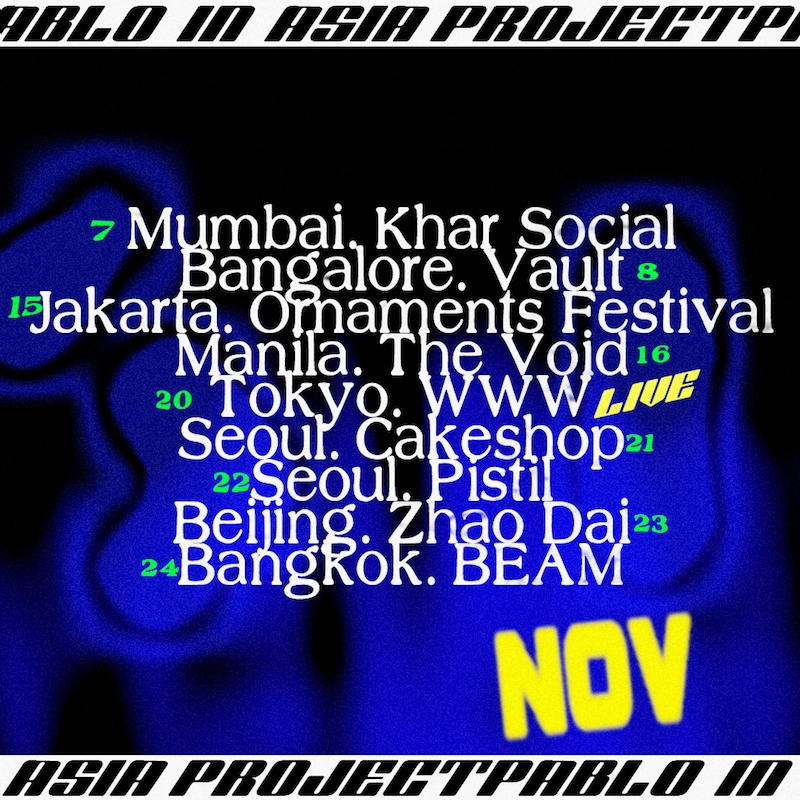 ABLO IN ASIA PROJECTPA
7 Mumbai. Khar Social
Bangalore. Vault 8
15 Jakarta. Ornaments Festival
Manila. The Void 16
20 Tokyo. WWW LIVE
Seoul. Cakeshop 21
22 Seoul. Pistil
Beijing. Zhao Dai 23
24 Bangkok. BEAM
NOV
ASIA PROJECTPABLO IN